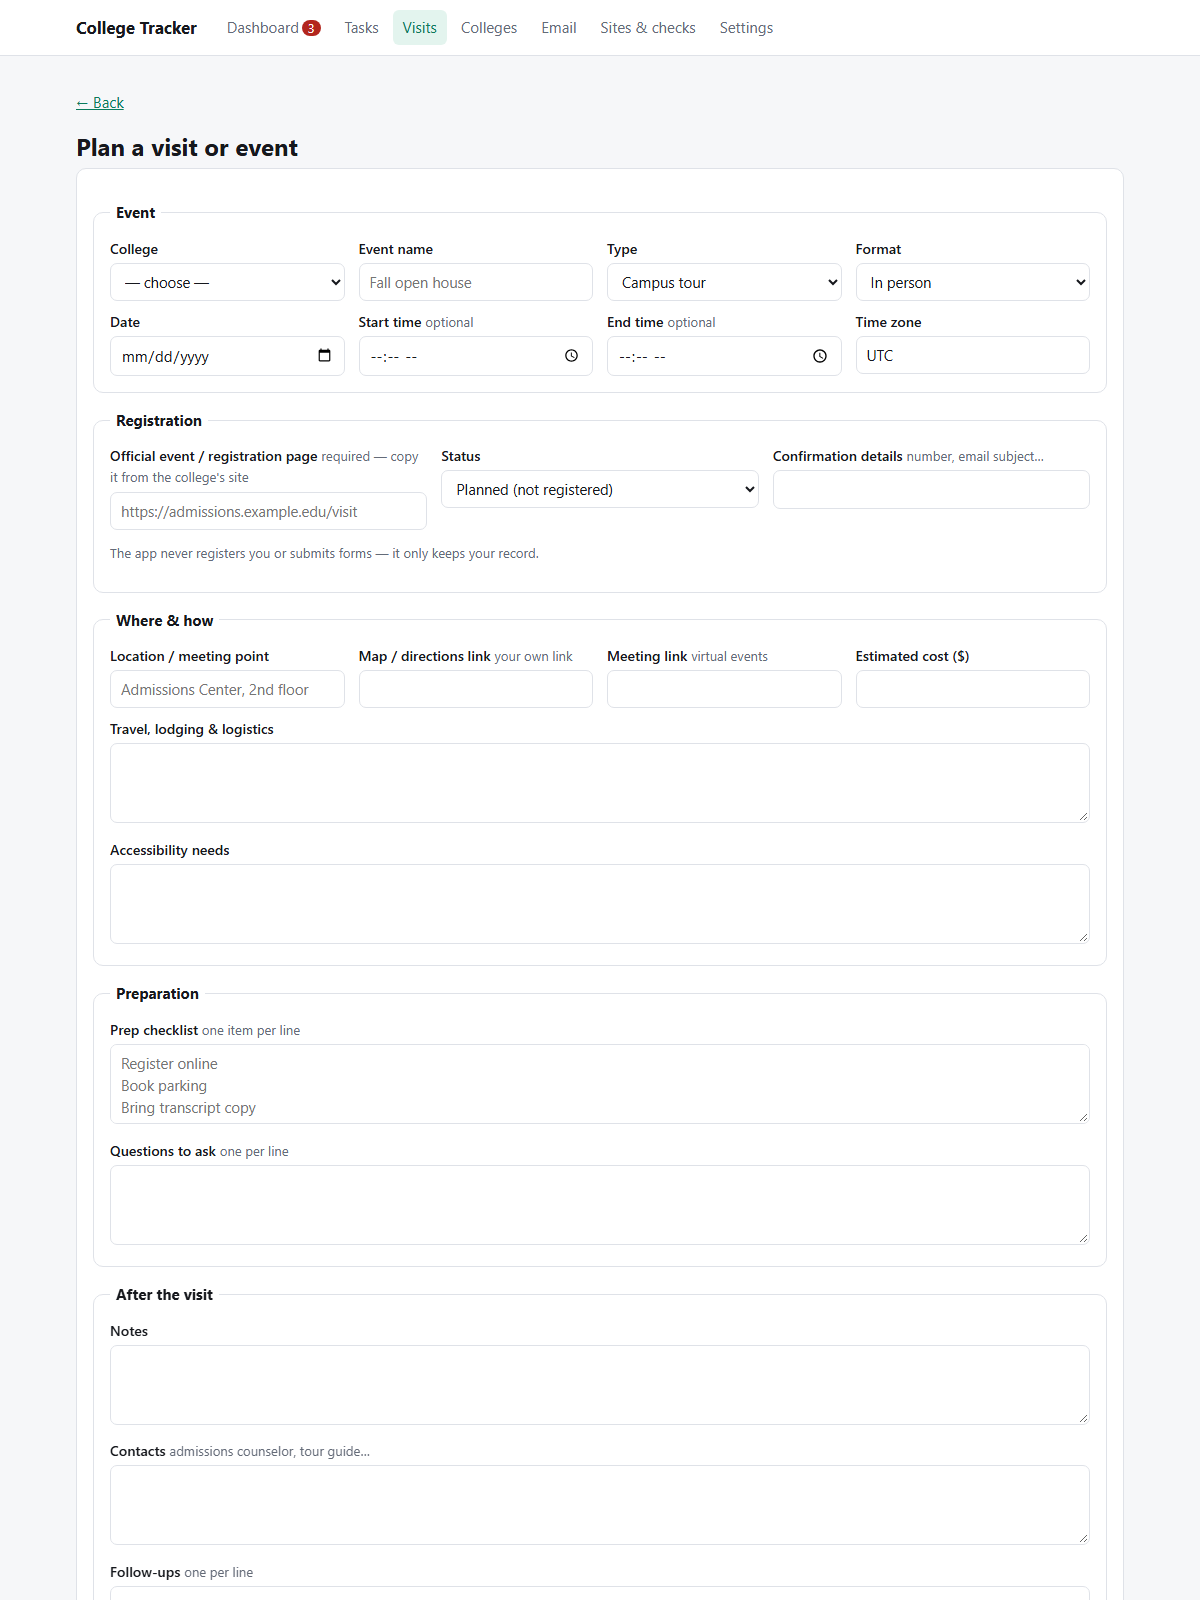 College Tracker Dashboard 3 Tasks Visits Colleges Email Sites & checks Settings
← Back
Plan a visit or event
Event
College Event name Type Format
— choose — Fall open house Campus tour In person
Date Start time optional End time optional Time zone
mm/dd/yyyy --:-- -- --:-- -- UTC
Registration
Official event / registration page required — copy it from the college's site
https://admissions.example.edu/visit
Status
Planned (not registered)
Confirmation details number, email subject...
The app never registers you or submits forms — it only keeps your record.
Where & how
Location / meeting point Map / directions link your own link Meeting link virtual events Estimated cost ($)
Admissions Center, 2nd floor
Travel, lodging & logistics
Accessibility needs
Preparation
Prep checklist one item per line
Register online
Book parking
Bring transcript copy
Questions to ask one per line
After the visit
Notes
Contacts admissions counselor, tour guide...
Follow-ups one per line